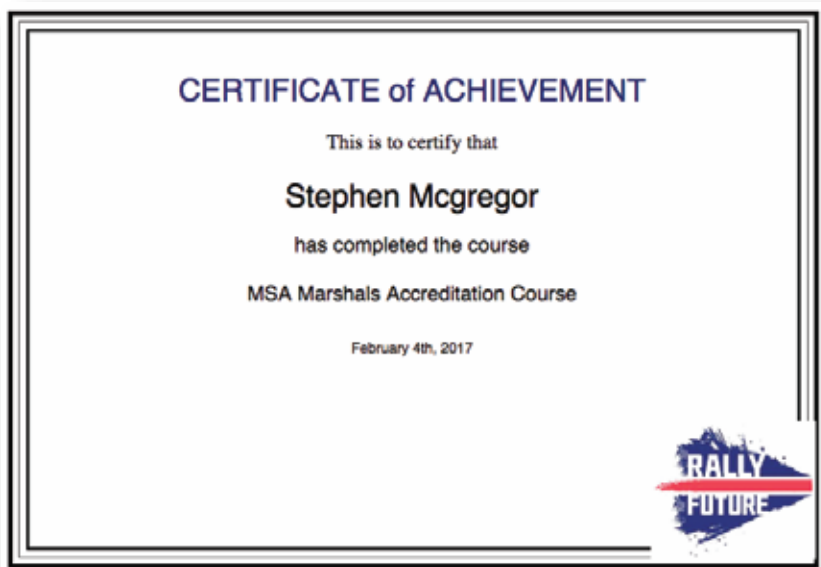 CERTIFICATE of ACHIEVEMENT
This is to certify that
Stephen Mcgregor
has completed the course
MSA Marshals Accreditation Course
February 4th, 2017
RALLY
FUTURE